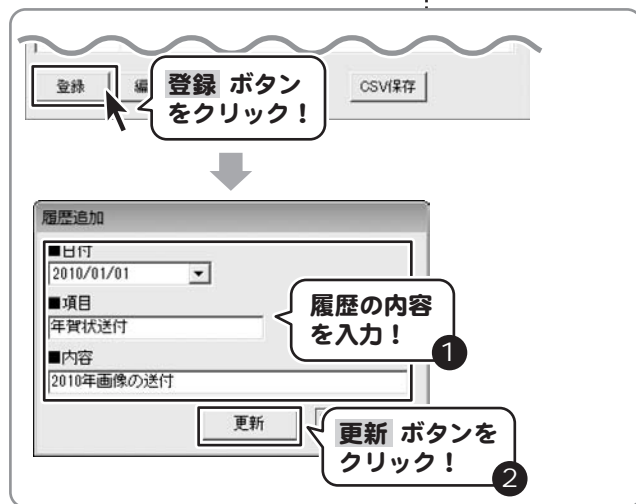 登録
編
登録 ボタン
をクリック！
CSV保存
履歴追加
■日付
2010/01/01
■項目
年賀状送付
■内容
2010年画像の送付
履歴の内容
を入力！
1
更新
更新 ボタンを
クリック！
2